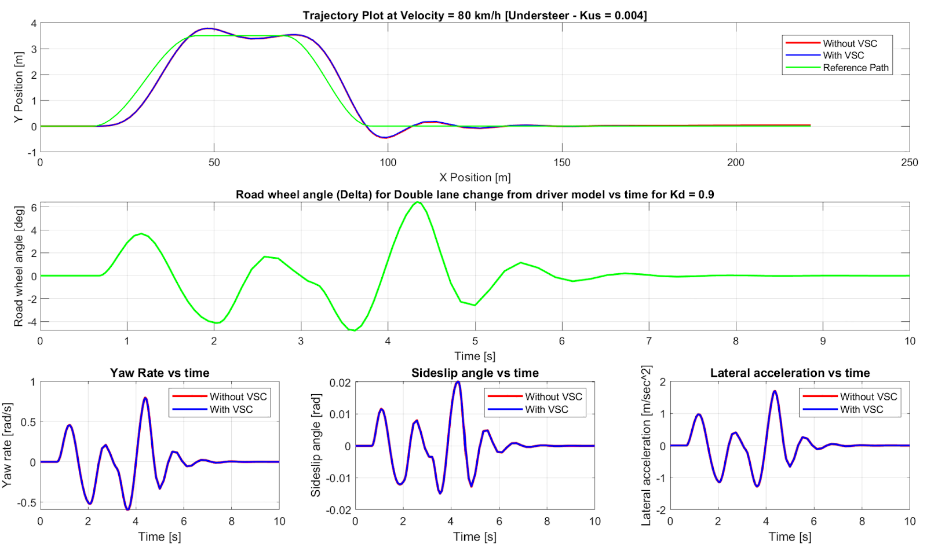 Trajectory Plot at Velocity = 80 km/h [Understeer - Kus = 0.004]
4
3
2
1
0
-1
Y Position [m]
Without VSC
With VSC
Reference Path
0 50 100 150 200 250
X Position [m]
Road wheel angle (Delta) for Double lane change from driver model vs time for Kd = 0.9
6
4
2
0
-2
-4
Road wheel angle [deg]
0 1 2 3 4 5 6 7 8 9 10
Time [s]
Yaw Rate vs time
1
0.5
0
-0.5
Yaw rate [rad/s]
Without VSC
With VSC
0 2 4 6 8 10
Time [s]
Sideslip angle vs time
0.02
0.01
0
-0.01
-0.02
Sideslip angle [rad]
Without VSC
With VSC
0 2 4 6 8 10
Time [s]
Lateral acceleration vs time
2
1
0
-1
-2
Lateral acceleration [m/sec^2]
Without VSC
With VSC
0 2 4 6 8 10
Time [s]